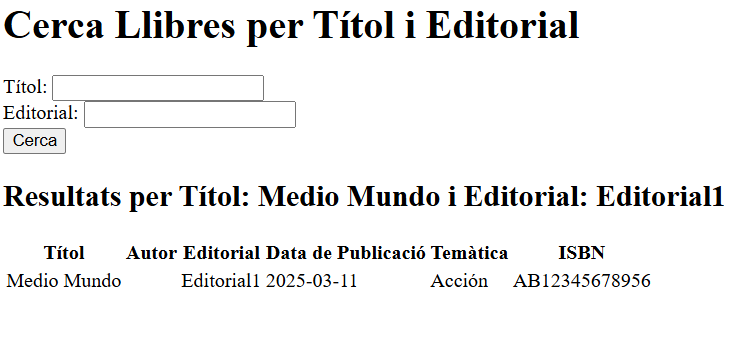 Cerca Llibres per Títol i Editorial
Títol:
Editorial:
Cerca
Resultats per Títol: Medio Mundo i Editorial: Editorial1
Títol Autor Editorial Data de Publicació Temàtica ISBN
Medio Mundo Editorial1 2025-03-11 Acción AB12345678956